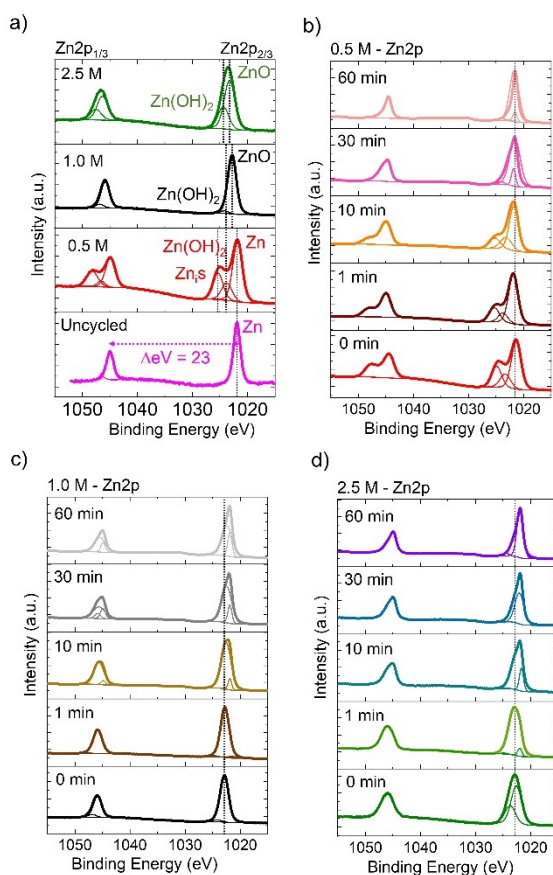 a)
Zn2p1/3 Zn2p2/3
2.5 M
ZnO
Zn(OH)2
1.0 M
ZnO
Zn(OH)2
0.5 M
Zn(OH)2
Zn
Znis
Uncycled
Zn
ΔeV = 23
Intensity (a.u.)
1050 1040 1030 1020
Binding Energy (eV)
b)
0.5 M - Zn2p
60 min
30 min
10 min
1 min
0 min
Intensity (a.u.)
1050 1040 1030 1020
Binding Energy (eV)
c)
1.0 M - Zn2p
60 min
30 min
10 min
1 min
0 min
Intensity (a.u.)
1050 1040 1030 1020
Binding Energy (eV)
d)
2.5 M - Zn2p
60 min
30 min
10 min
1 min
0 min
Intensity (a.u.)
1050 1040 1030 1020
Binding Energy (eV)